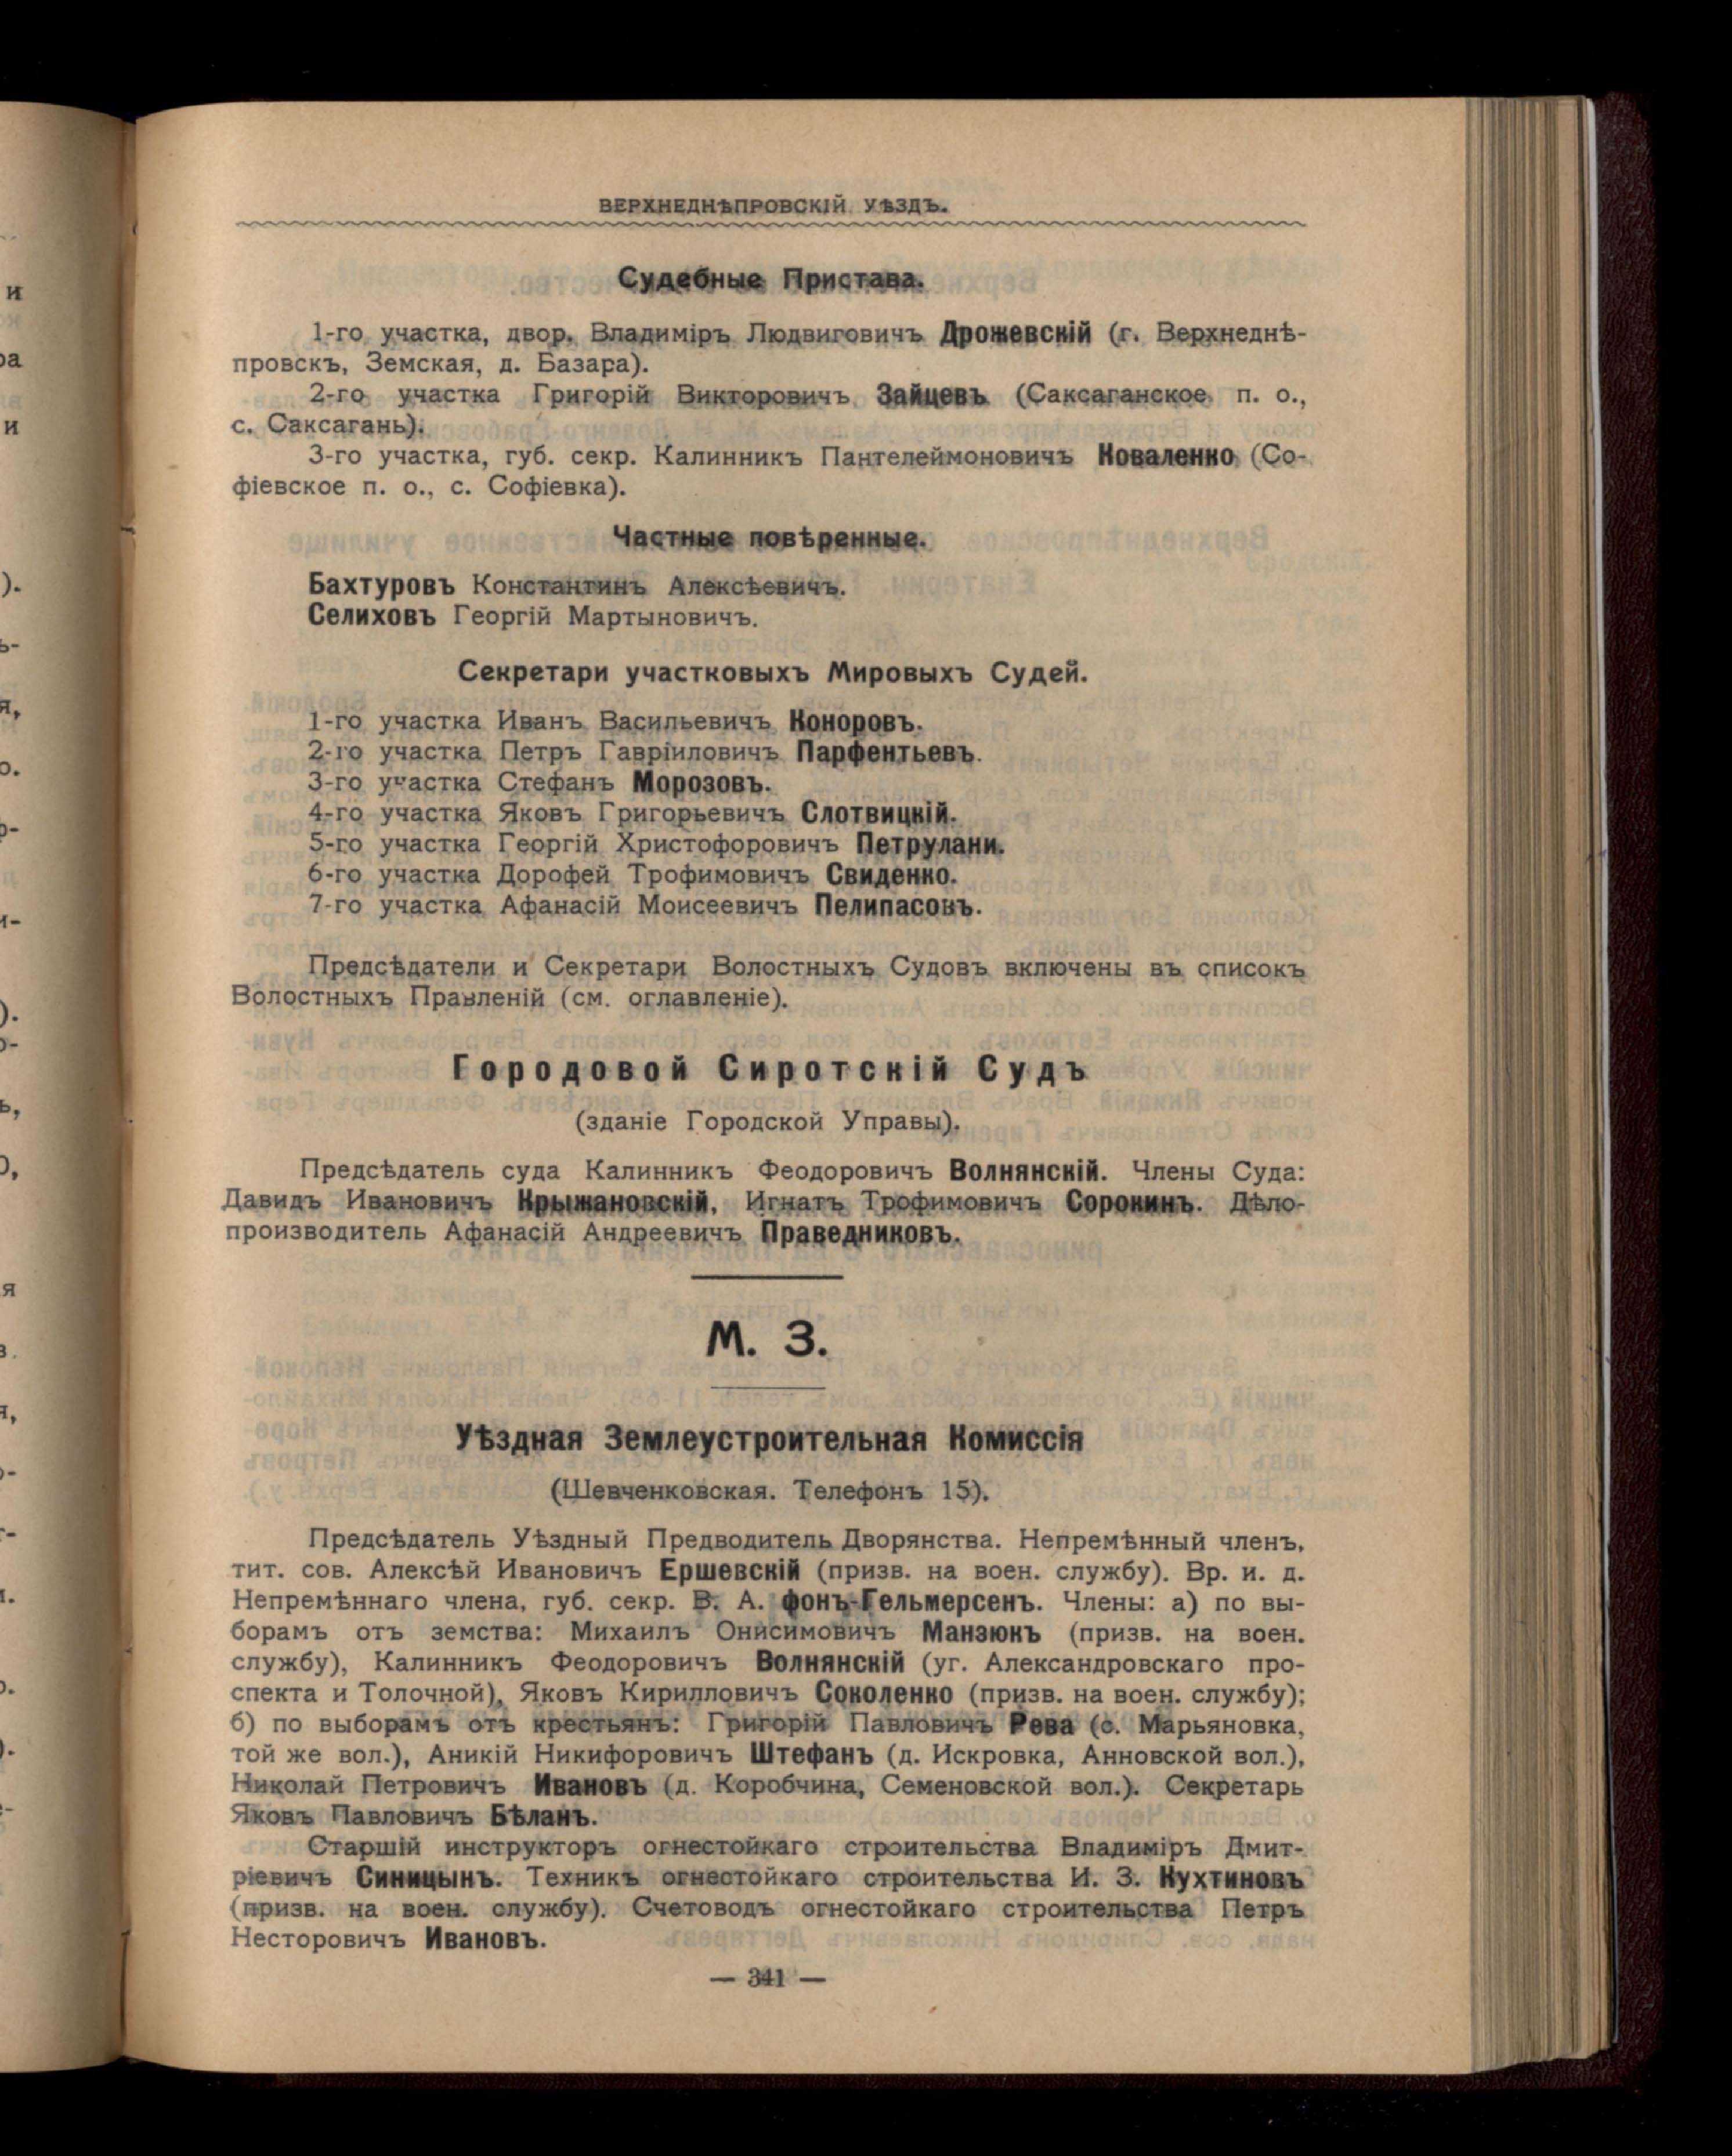 ВЕРХНЕДНѢПРОВСКІЙ УѢЗДЪ.
Судебные Пристава.
1-го участка, двор. Владиміръ Людвиговичъ Дрожевскій (г. Верхнеднѣ-
провскъ, Земская, д. Базара).
2-го участка Григорій Викторовичъ Зайцевъ (Саксаганское п. о.,
с. Саксагань).
3-го участка, губ. секр. Калинникъ Пантелеймоновичъ Коваленко (Со-
фіевское п. о., с. Софіевка).
Частные повѣренные.
Бахтуровъ Константинъ Алексѣевичъ.
Селиховъ Георгій Мартыновичъ.
Секретари участковыхъ Мировыхъ Судей.
1-го участка Иванъ Васильевичъ Коноровъ.
2-го участка Петръ Гавріиловичъ Парфентьевъ.
3-го участка Стефанъ Морозовъ.
4-го участка Яковъ Григорьевичъ Слотвицкій.
5-го участка Георгій Христофоровичъ Петрулани.
6-го участка Дорофей Трофимовичъ Свиденко.
7-го участка Афанасій Моисеевичъ Пелипасовъ.
Предсѣдатели и Секретари Волостныхъ Судовъ включены въ списокъ
Волостныхъ Правленій (см. оглавленіе).
Городовой Сиротскій Судъ
(зданіе Городской Управы).
Предсѣдатель суда Калинникъ Феодоровичъ Волнянскій. Члены Суда:
Давидъ Ивановичъ Крыжановскій, Игнатъ Трофимовичъ Сорокинъ. Дѣло-
производитель Афанасій Андреевичъ Праведниковъ.
М. З.
Уѣздная Землеустроительная Комиссія
(Шевченковская. Телефонъ 15).
Предсѣдатель Уѣздный Предводитель Дворянства. Непремѣнный членъ,
тит. сов. Алексѣй Ивановичъ Ершевскій (призв. на воен. службу). Вр. и. д.
Непремѣннаго члена, губ. секр. В. А. фонъ-Гельмерсенъ. Члены: а) по вы-
борамъ отъ земства: Михаилъ Онисимовичъ Манзюкъ (призв. на воен.
службу), Калинникъ Феодоровичъ Волнянскій (уг. Александровскаго про-
спекта и Толочной), Яковъ Кирилловичъ Соколенко (призв. на воен. службу);
б) по выборамъ отъ крестьянъ: Григорій Павловичъ Рева (с. Марьяновка,
той же вол.), Аникій Никифоровичъ Штефанъ (д. Искровка, Анновской вол.),
Николай Петровичъ Ивановъ (д. Коробчина, Семеновской вол.). Секретарь
Яковъ Павловичъ Бѣланъ.
Старшій инструкторъ огнестойкаго строительства Владиміръ Дмит-
ріевичъ Синицынъ. Техникъ огнестойкаго строительства И. З. Кухтиновъ
(призв. на воен. службу). Счетоводъ огнестойкаго строительства Петръ
Несторовичъ Ивановъ.
— 341 —